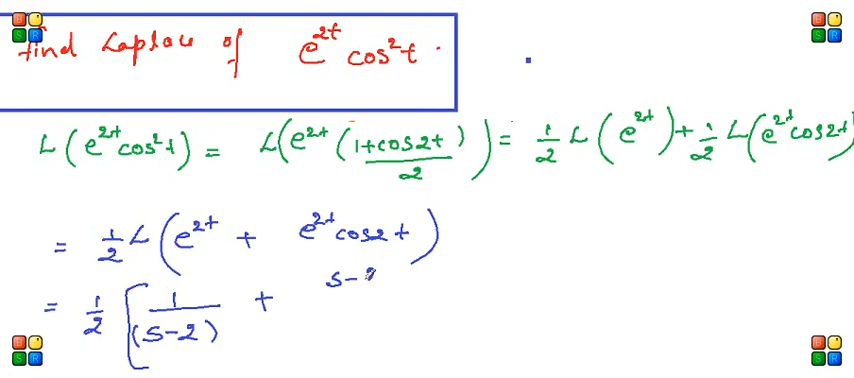 find Laplace of e^2t cos²t.
L(e^2t cos²t) = L(e^2t (1+cos2t)/2) = 1/2 L(e^2t) + 1/2 L(e^2t cos2t)
= 1/2 L(e^2t + e^2t cos2t)
= 1/2 [1/(s-2) + s-2